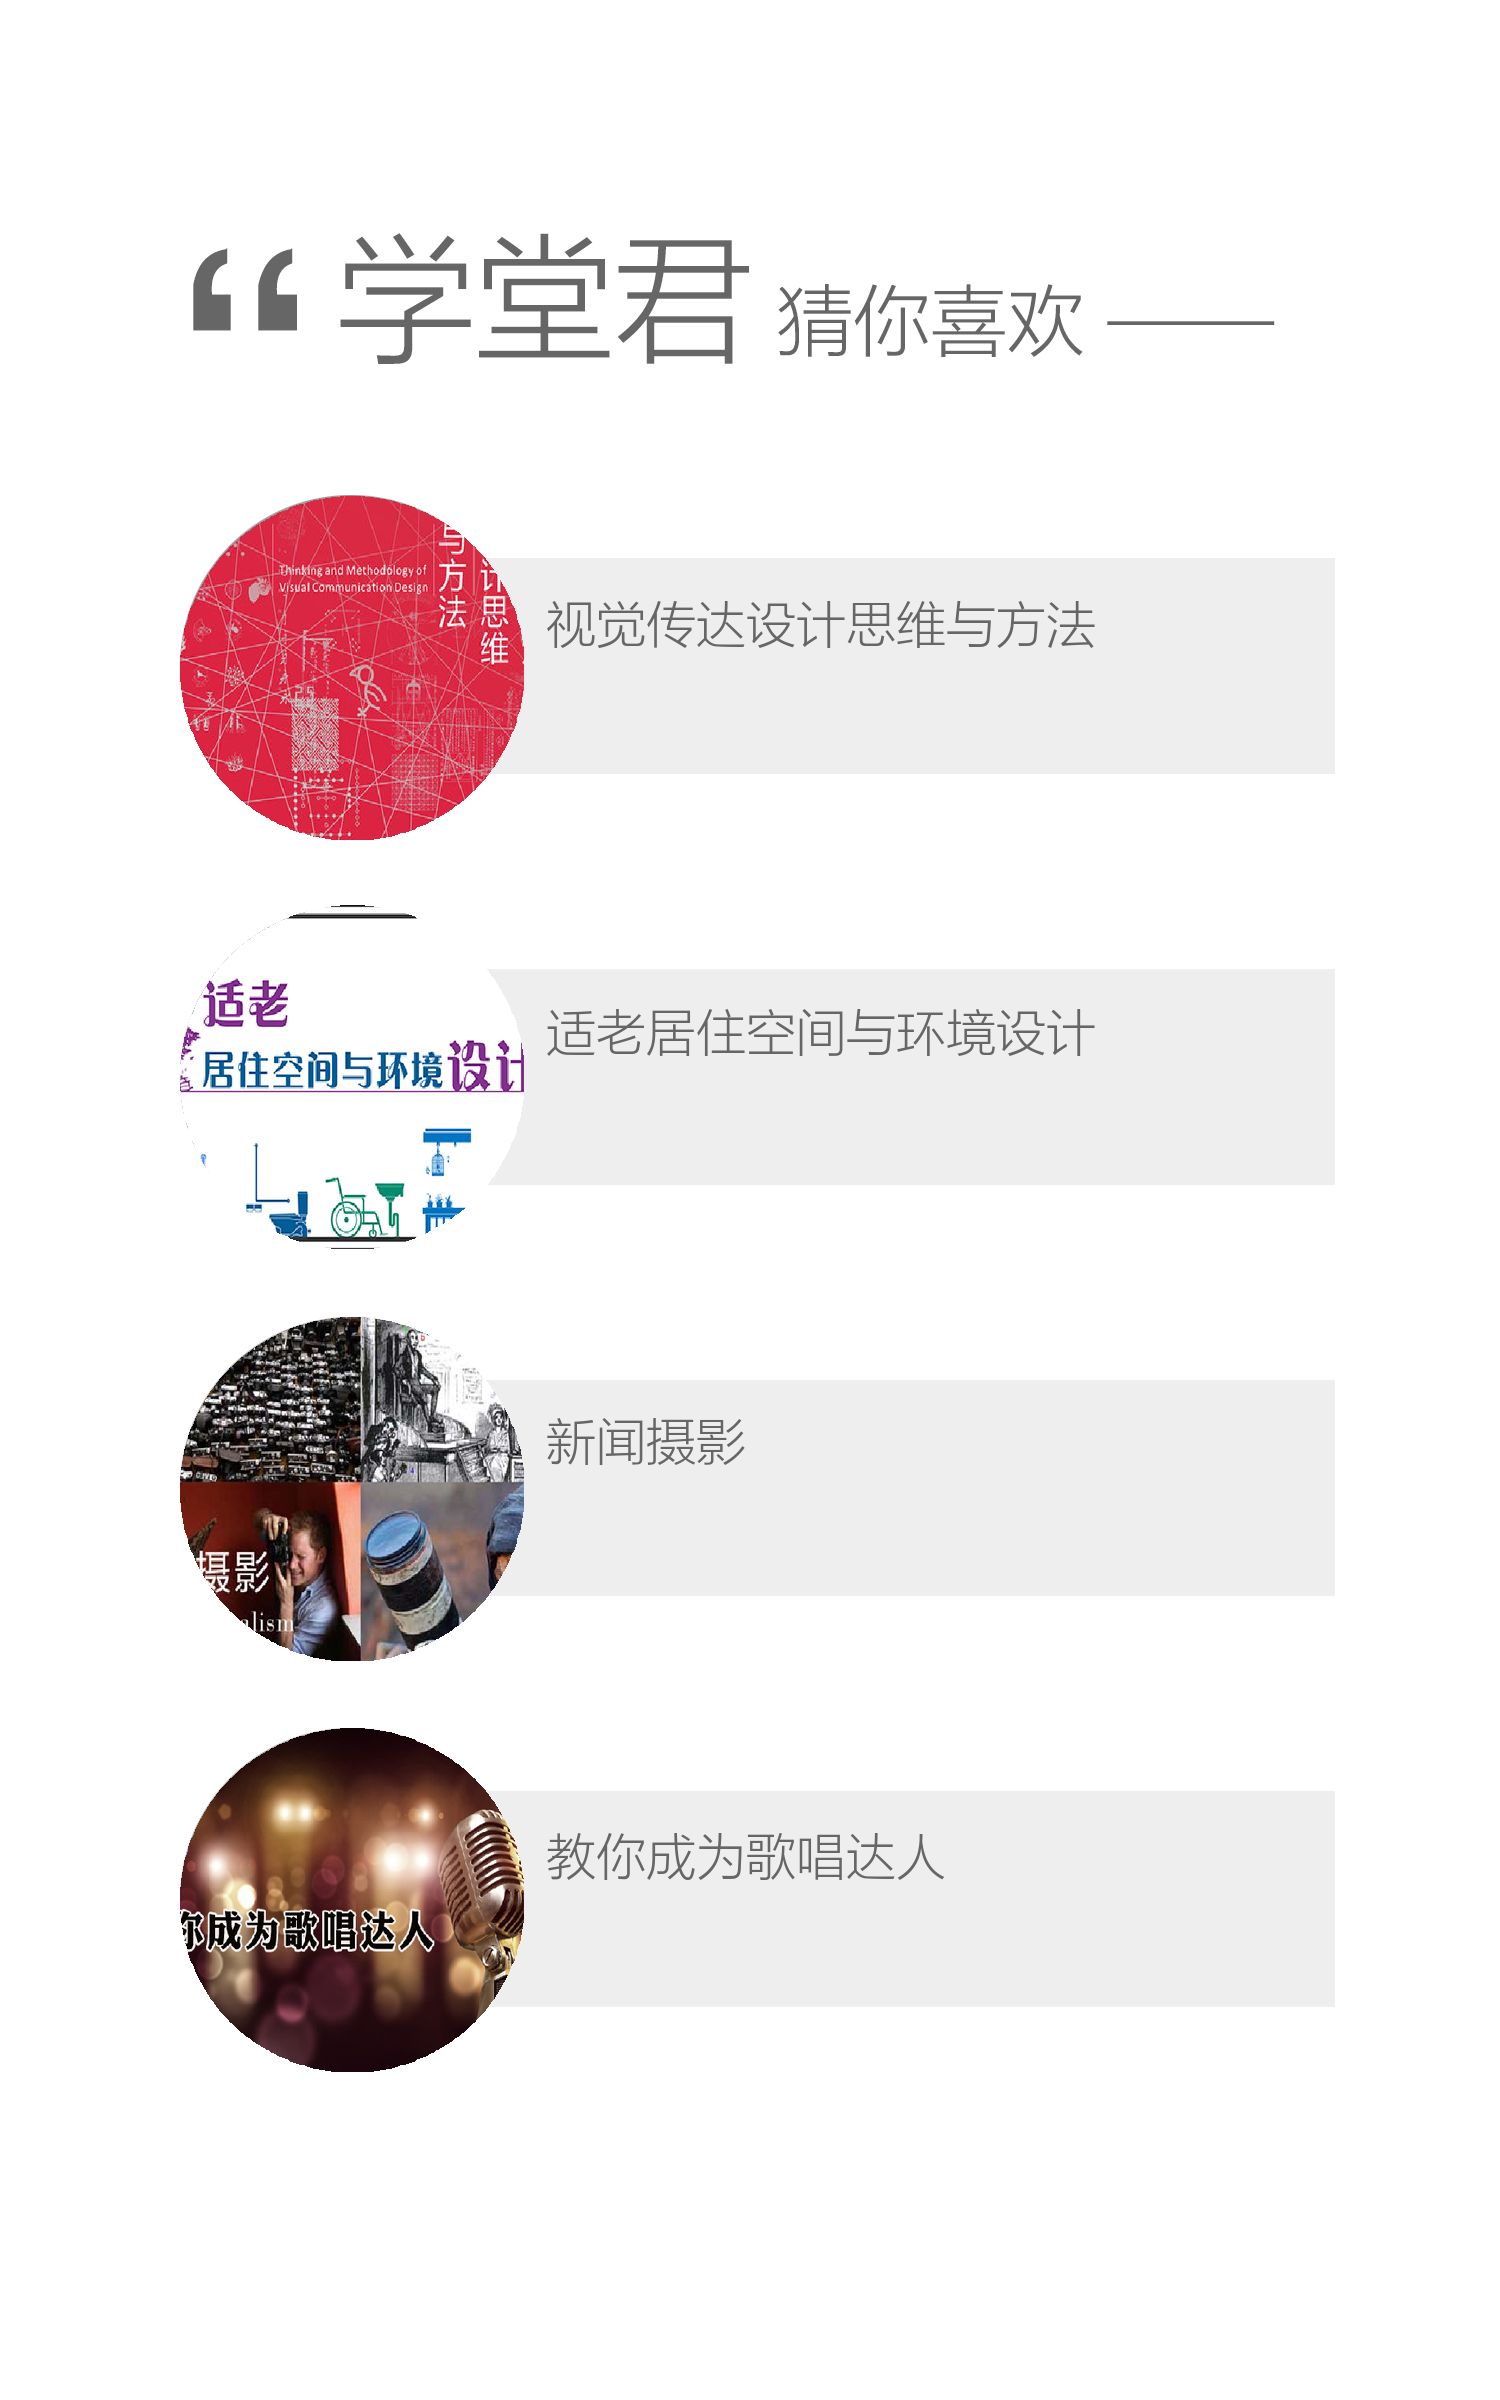 “ 学堂君 猜你喜欢 ——
与方法
计思维
Thinking and Methodology of
Visual Communication Design
视觉传达设计思维与方法
适老
居住空间与环境设计
适老居住空间与环境设计
新闻摄影
摄影
alism
教你成为歌唱达人
你成为歌唱达人